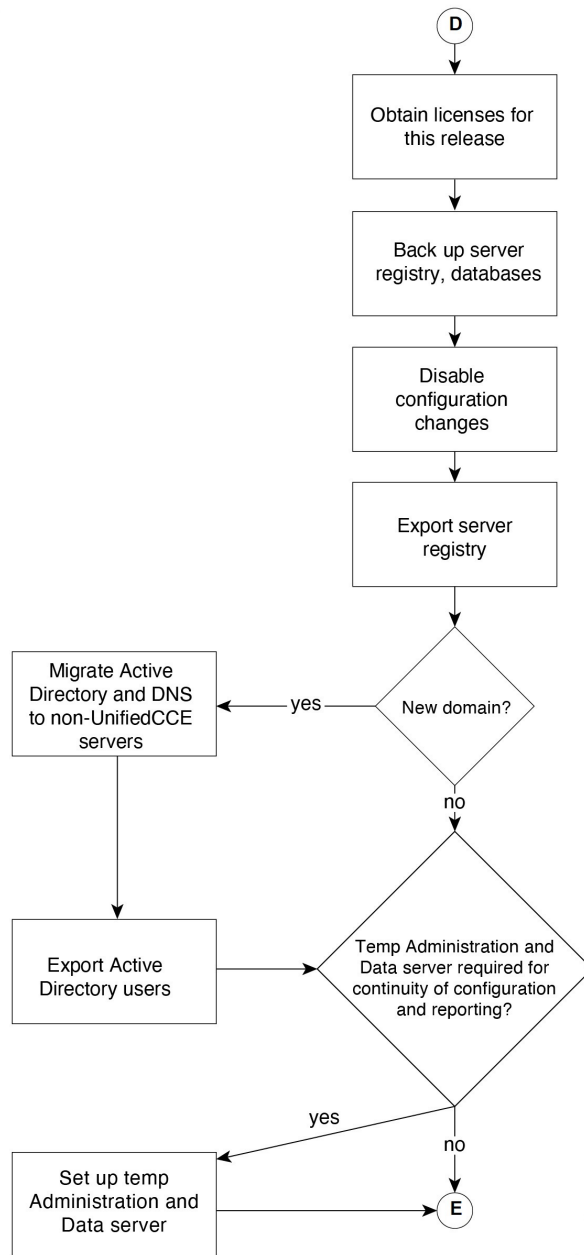 D
Obtain licenses for
this release
Back up server
registry, databases
Disable
configuration
changes
Export server
registry
New domain?
yes
Migrate Active
Directory and DNS
to non-UnifiedCCE
servers
no
Export Active
Directory users
Temp Administration and
Data server required for
continuity of configuration
and reporting?
yes
no
Set up temp
Administration and
Data server
E